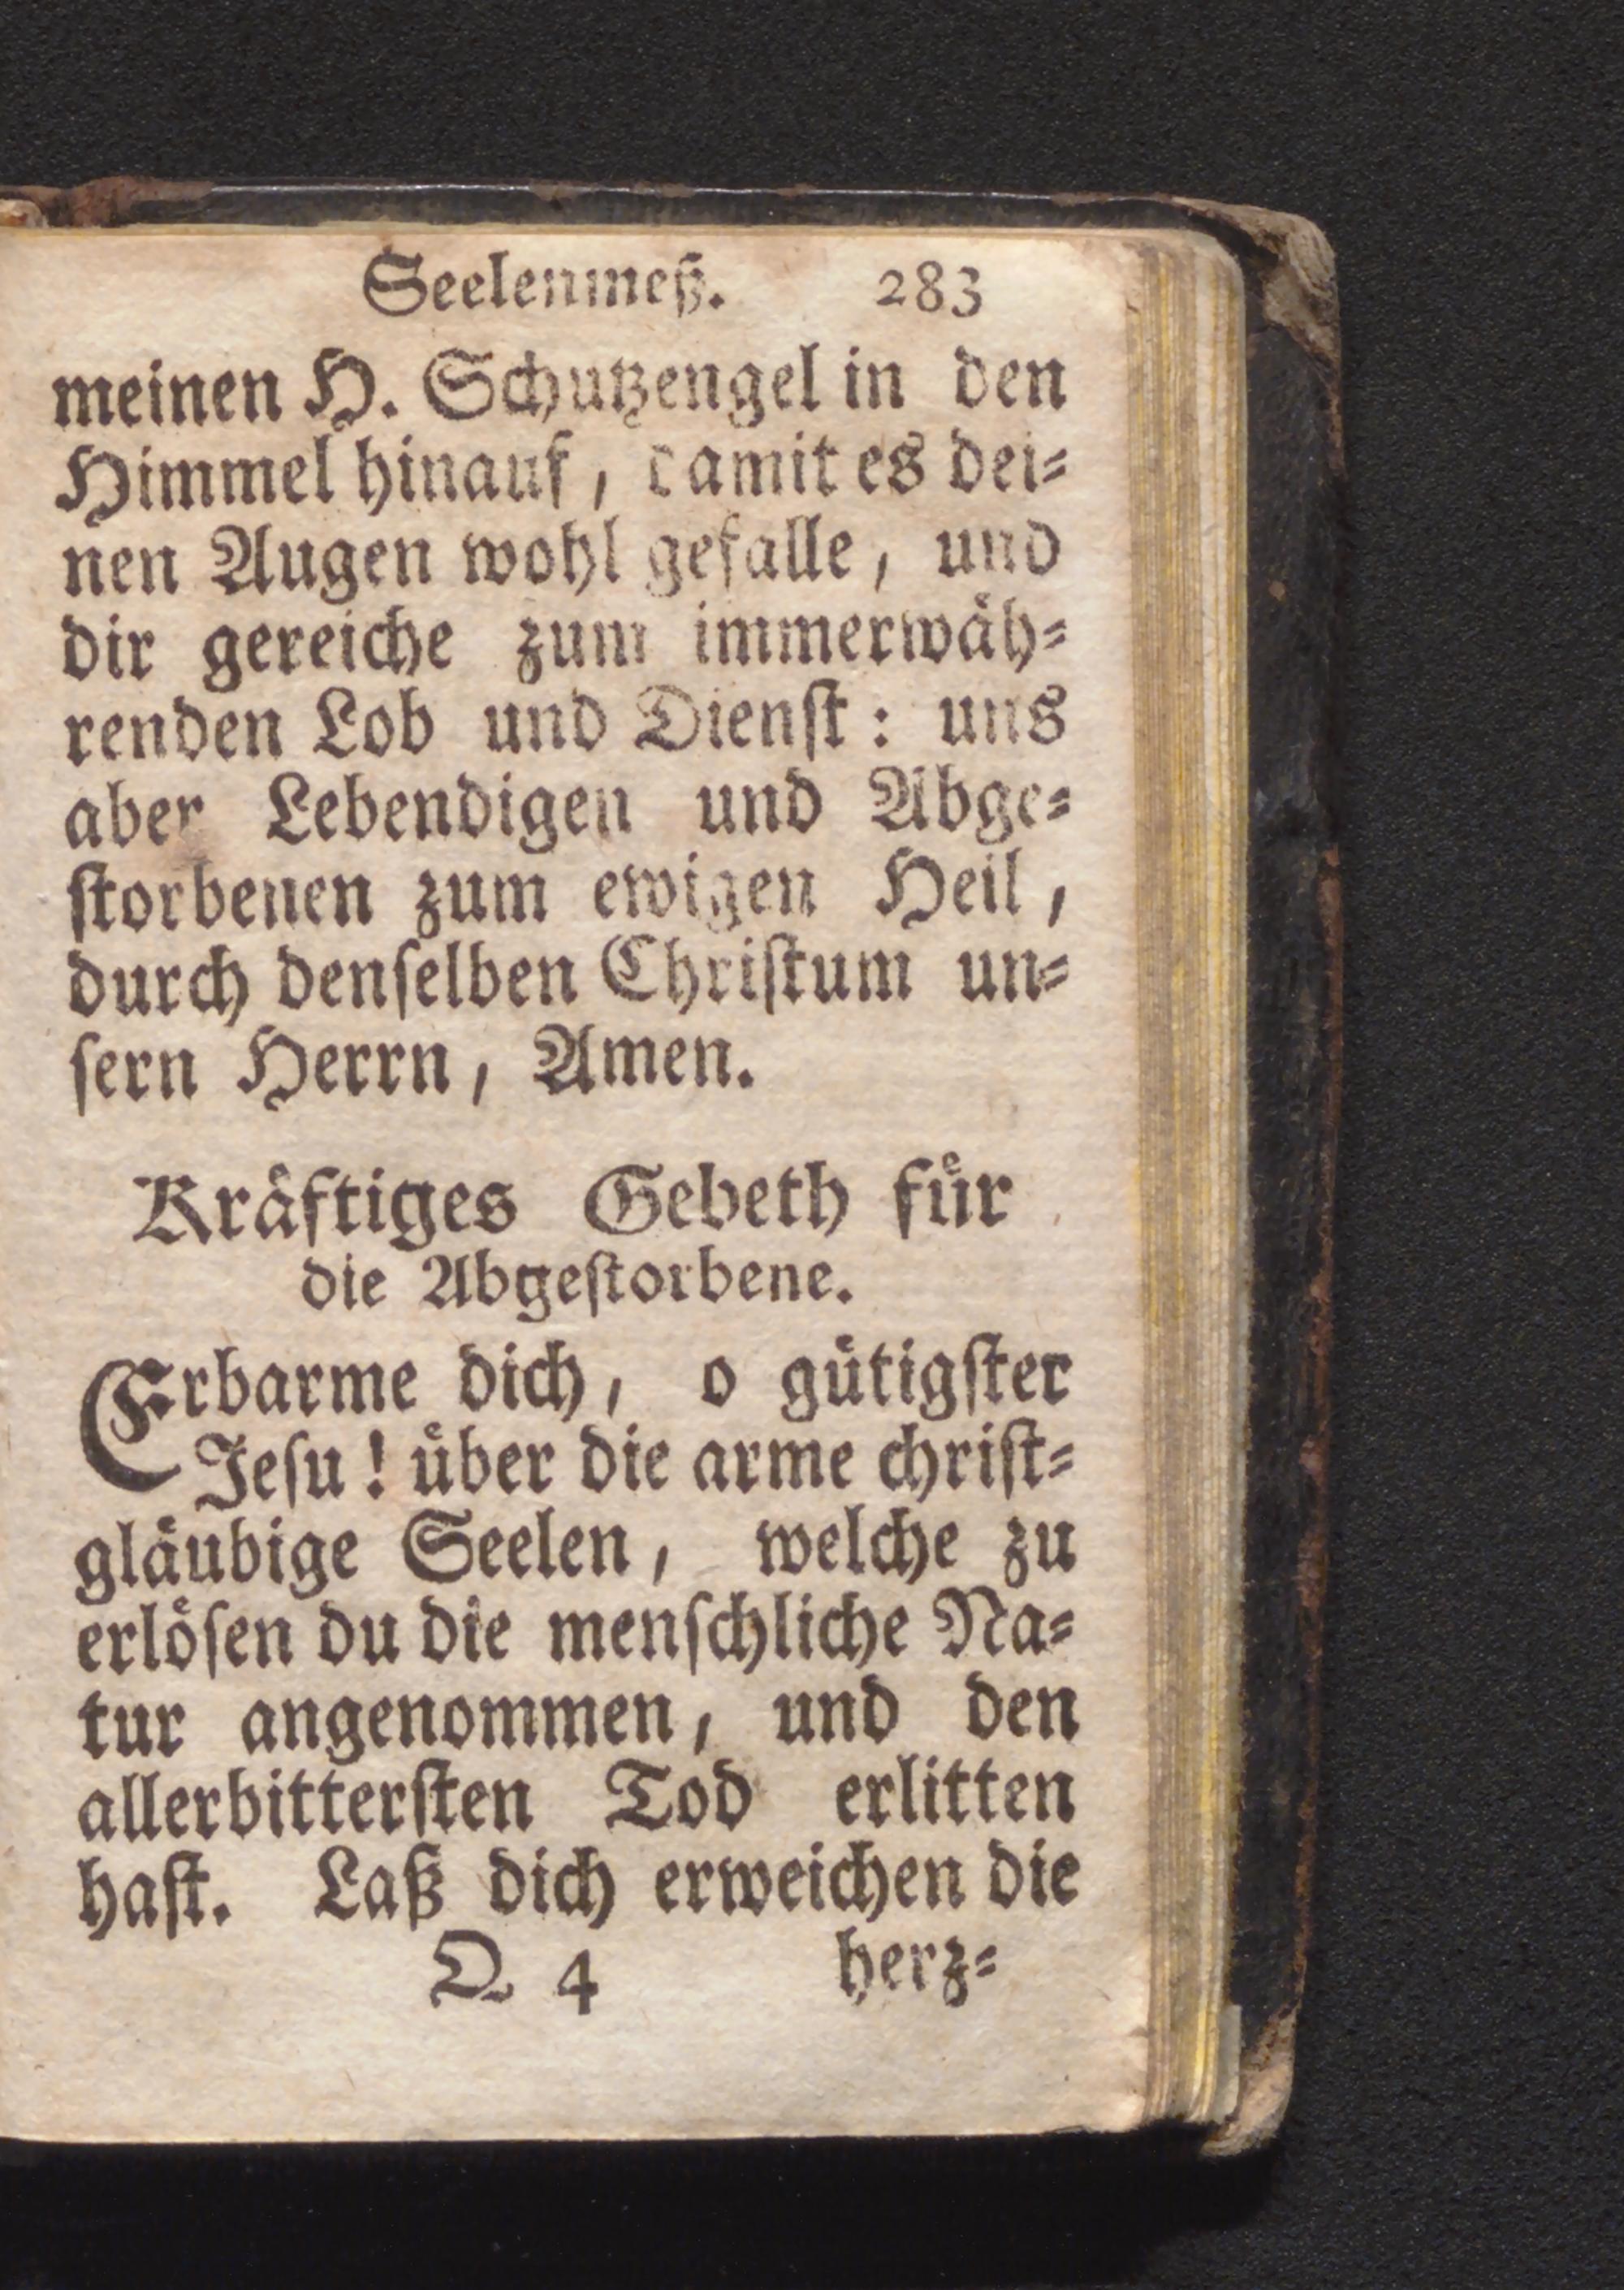 Seelenmeß. 283
meinen H. Schutzengel in den
Himmel hinauf, damit es dei⸗
nen Augen wohl gefalle, und
dir gereiche zum immerwäh⸗
renden Lob und Dienſt: uns
aber Lebendigen und Abge⸗
ſtorbenen zum ewigen Heil,
durch denſelben Chriſtum un⸗
ſern Herrn, Amen.
Kräftiges Gebeth für
die Abgeſtorbene.
Erbarme dich, o gütigſter
Jeſu! über die arme chriſt⸗
gläubige Seelen, welche zu
erlöſen du die menſchliche Na⸗
tur angenommen, und den
allerbitterſten Tod erlitten
haſt. Laß dich erweichen die
O 4 herz⸗